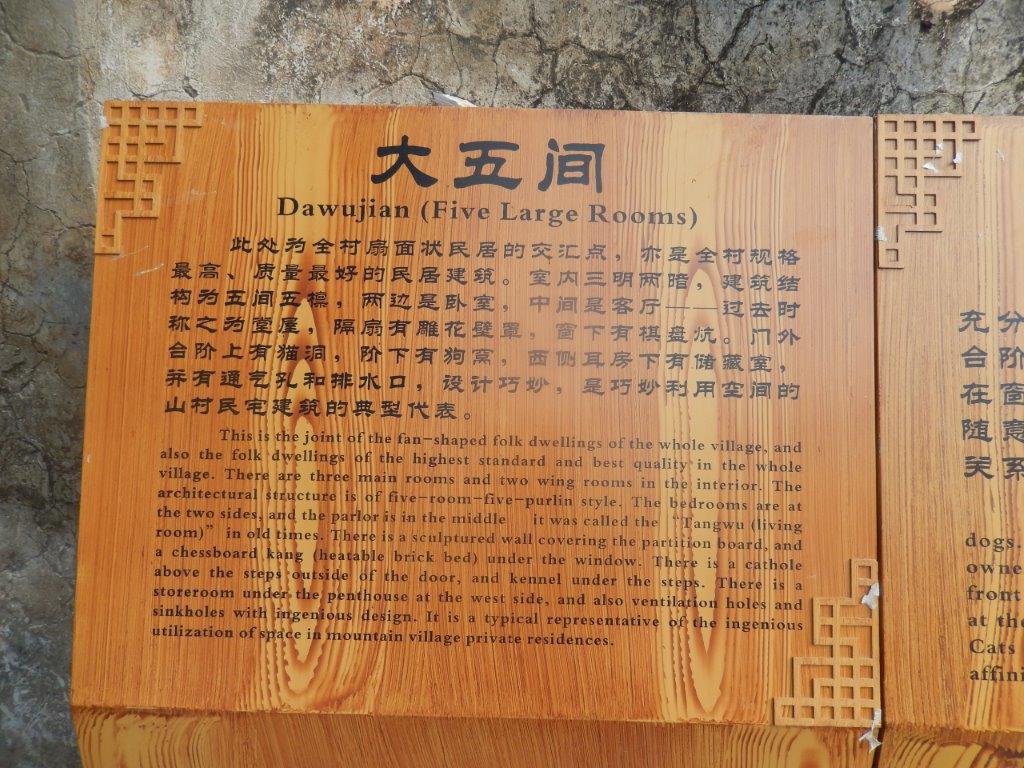 大五间
Dawujian (Five Large Rooms)
此处为全村扇面状民居的交汇点，亦是全村规格
最高、质量最好的民居建筑。室内三明两暗，建筑结
构为五间五檩，两边是卧室，中间是客厅——过去时
称之为堂屋，隔扇有雕花壁罩，窗下有棋盘炕。门外
台阶上有猫洞，阶下有狗窝，西侧耳房下有储藏室，
并有通气孔和排水口，设计巧妙，是巧妙利用空间的
山村民宅建筑的典型代表。
This is the joint of the fan-shaped folk dwellings of the whole village, and
also the folk dwellings of the highest standard and best quality in the whole
village. There are three main rooms and two wing rooms in the interior. The
architectural structure is of five-room-five-purlin style. The bedrooms are at
the two sides, and the parlor is in the middle it was called the “Tangwu (living
room)” in old times. There is a sculptured wall covering the partition board, and
a chessboard kang (heatable brick bed) under the window. There is a cathole
above the steps outside of the door, and kennel under the steps. There is a
storeroom under the penthouse at the west side, and also ventilation holes and
sinkholes with ingenious design. It is a typical representative of the ingenious
utilization of space in mountain village private residences.
充分
台阶
在窗
随意
关系
dogs.
owne
front
at the
Cats
affini